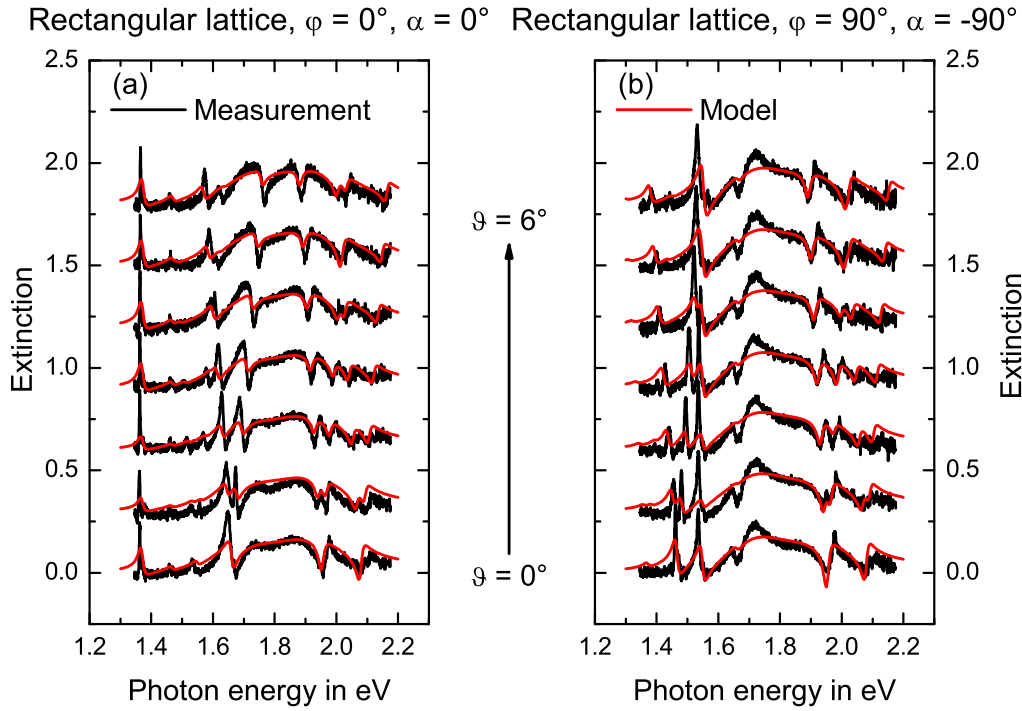 Rectangular lattice, φ = 0°, α = 0°
Rectangular lattice, φ = 90°, α = -90°
(a)
Measurement
(b)
Model
2.5
2.0
1.5
1.0
0.5
0.0
Extinction
1.2 1.4 1.6 1.8 2.0 2.2
Photon energy in eV
ϑ = 6°
ϑ = 0°
2.5
2.0
1.5
1.0
0.5
0.0
Extinction
1.2 1.4 1.6 1.8 2.0 2.2
Photon energy in eV